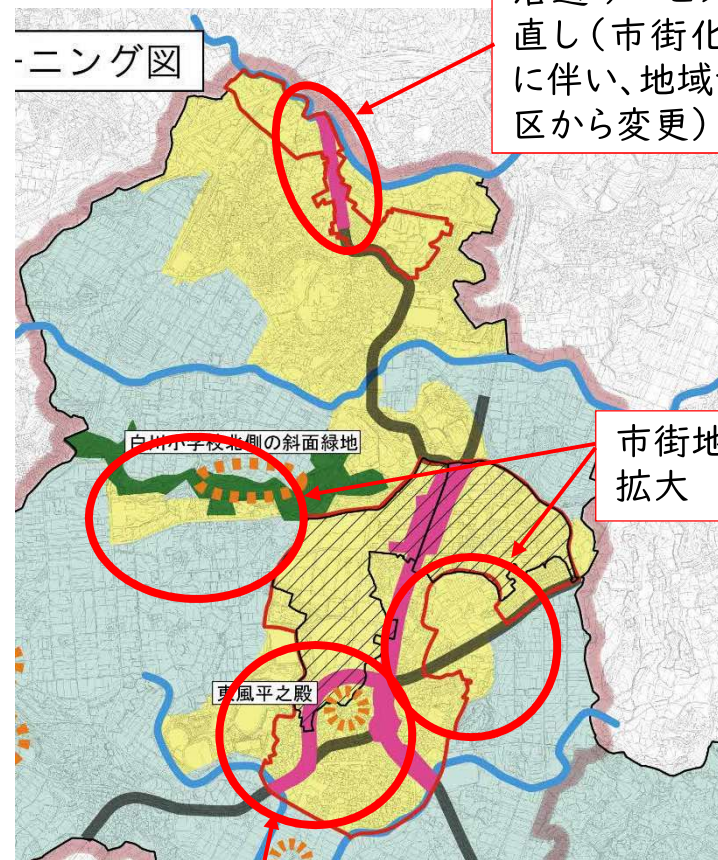 ーニング図
直し（市街化
に伴い、地域
区から変更）
白川小学校北側の斜面緑地
市街地
拡大
東風平之殿